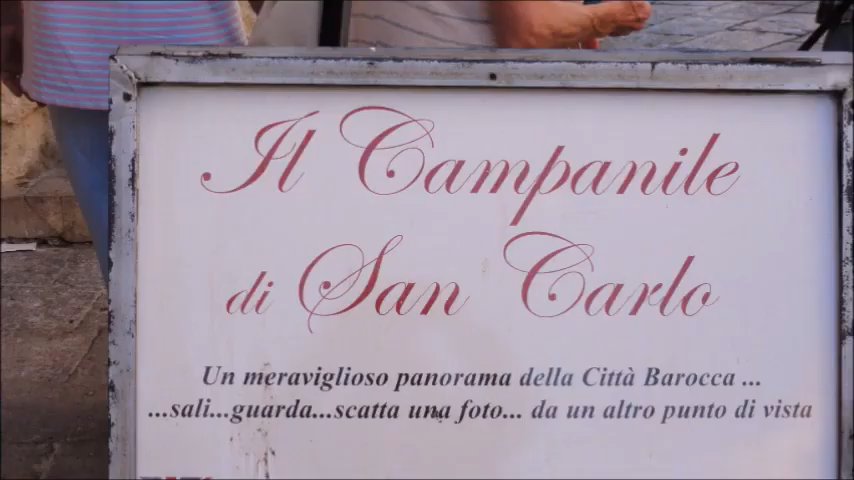 Il Campanile
di San Carlo
Un meraviglioso panorama della Città Barocca ...
...sali...guarda...scatta una foto... da un altro punto di vista